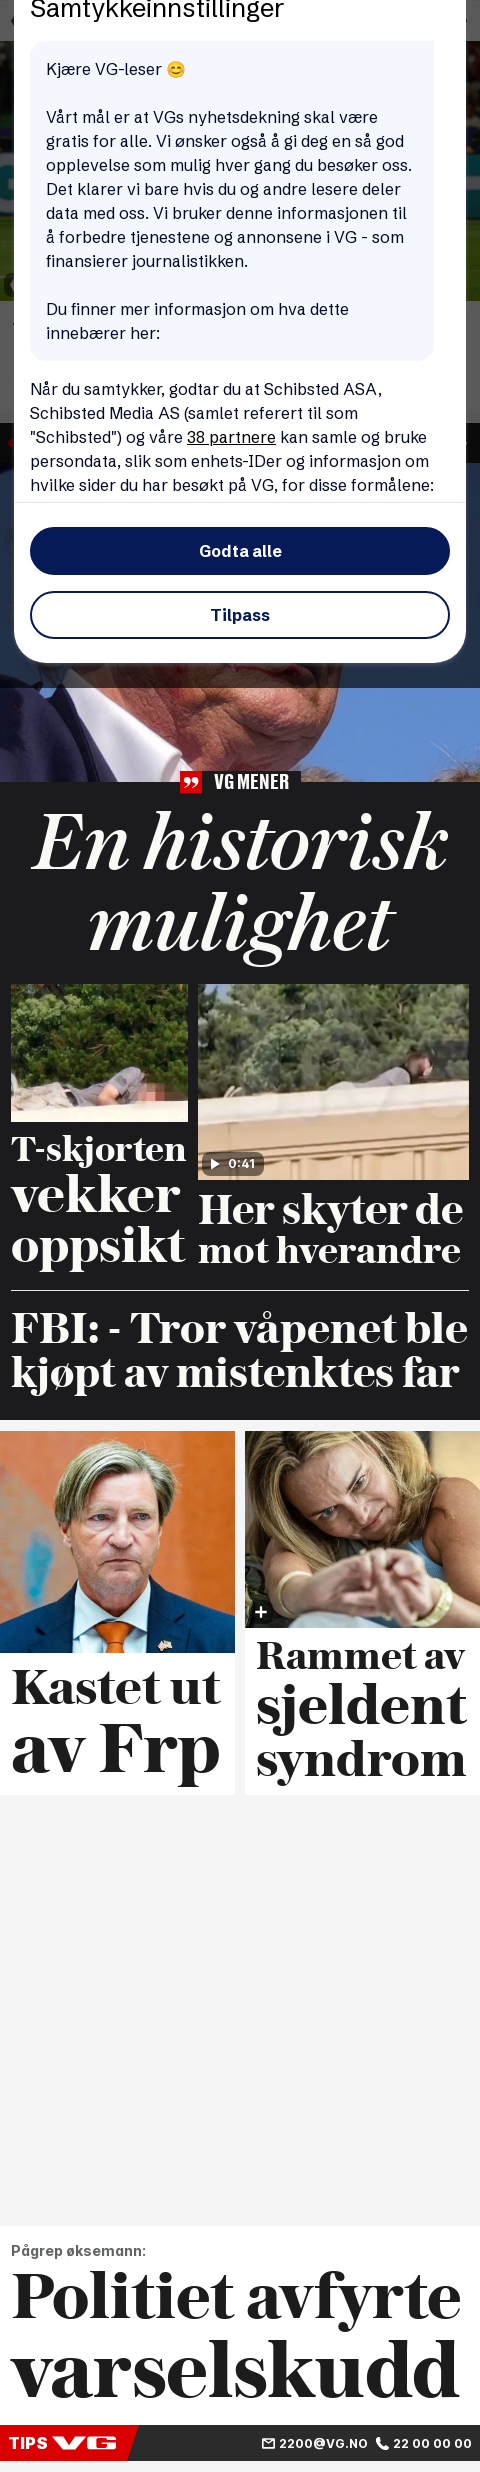 Samtykkeinnstillinger
Kjære VG-leser 😊
Vårt mål er at VGs nyhetsdekning skal være
gratis for alle. Vi ønsker også å gi deg en så god
opplevelse som mulig hver gang du besøker oss.
Det klarer vi bare hvis du og andre lesere deler
data med oss. Vi bruker denne informasjonen til
å forbedre tjenestene og annonsene i VG - som
finansierer journalistikken.
Du finner mer informasjon om hva dette
innebærer her:
Når du samtykker, godtar du at Schibsted ASA,
Schibsted Media AS (samlet referert til som
"Schibsted") og våre 38 partnere kan samle og bruke
persondata, slik som enhets-IDer og informasjon om
hvilke sider du har besøkt på VG, for disse formålene:
Godta alle
Tilpass
VG MENER
En historisk
mulighet
T-skjorten
vekker
oppsikt
0:41
Her skyter de
mot hverandre
FBI: - Tror våpenet ble
kjøpt av mistenktes far
Kastet ut
av Frp
Rammet av
sjeldent
syndrom
Pågrep øksemann:
Politiet avfyrte
varselskudd
TIPS VG 2200@VG.NO 22 00 00 00